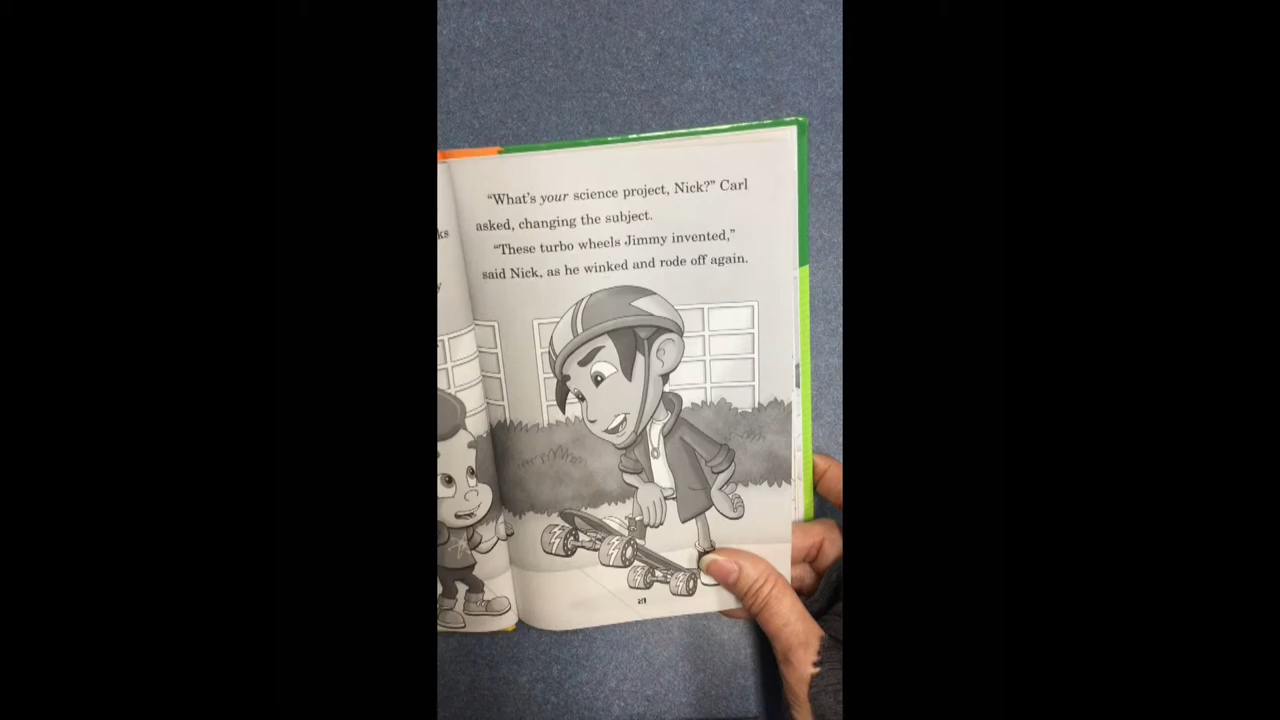 ks
y
“What’s your science project, Nick?” Carl
asked, changing the subject.
“These turbo wheels Jimmy invented,”
said Nick, as he winked and rode off again.